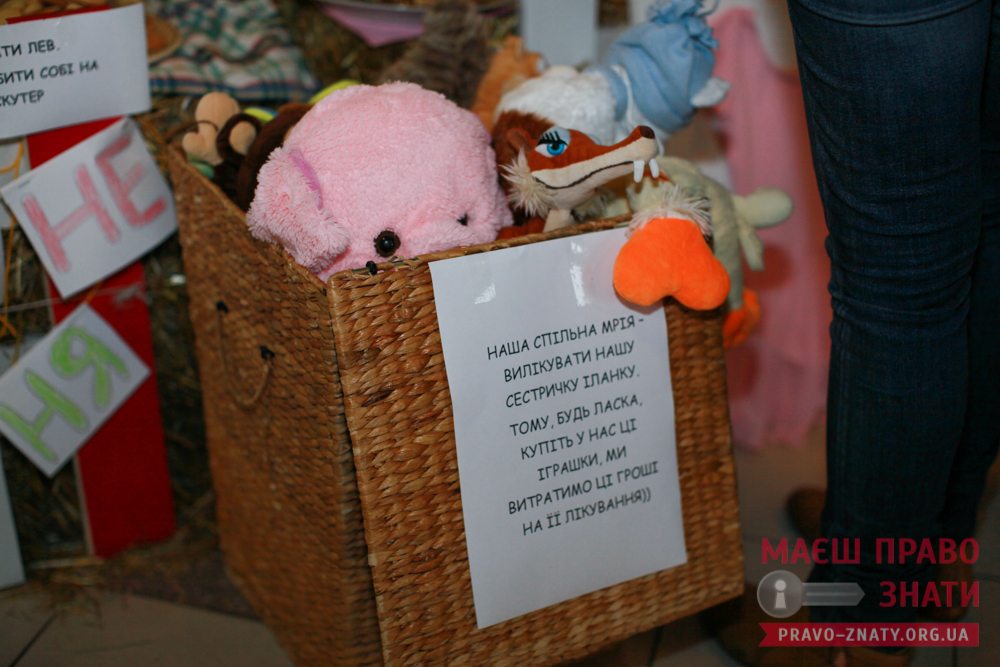 ТИ ЛЕВ.
БИТИ СОБІ НА
КУТЕР
НЕ
НЯ
НАША СПІЛЬНА МРІЯ -
ВИЛІКУВАТИ НАШУ
СЕСТРИЧКУ ІЛАНКУ.
ТОМУ, БУДЬ ЛАСКА,
КУПІТЬ У НАС ЦІ
ІГРАШКИ, МИ
ВИТРАТИМО ЦІ ГРОШІ
НА ЇЇ ЛІКУВАННЯ))
МАЄШ ПРАВО
ЗНАТИ
PRAVO-ZNATY.ORG.UA